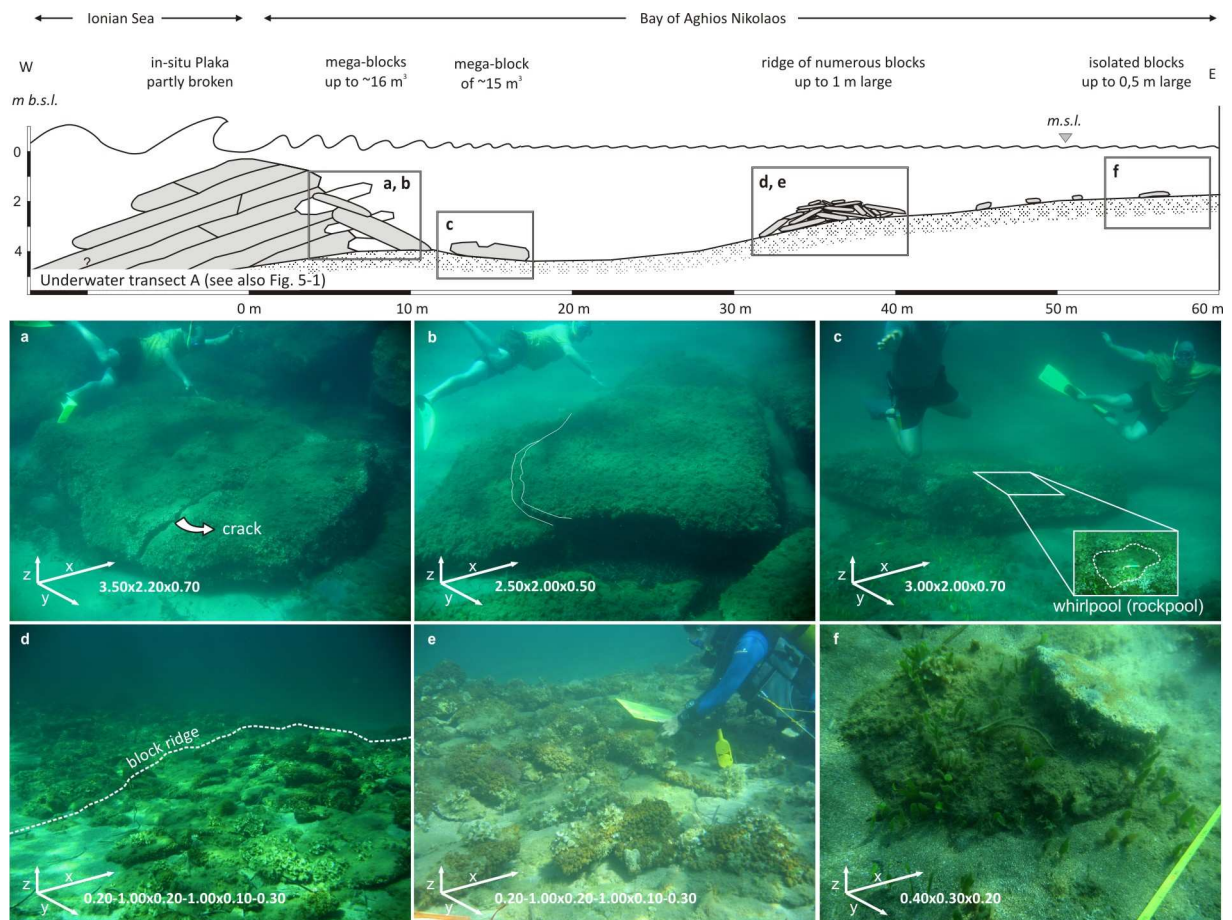 Ionian Sea
Bay of Aghios Nikolaos
W
in-situ Plaka
partly broken
mega-blocks
up to ~16 m³
mega-block
of ~15 m³
ridge of numerous blocks
up to 1 m large
isolated blocks
up to 0,5 m large
E
m b.s.l.
m.s.l.
0
2
4
a, b
c
d, e
f
?
Underwater transect A (see also Fig. 5-1)
0 m
10 m
20 m
30 m
40 m
50 m
60 m
a
crack
z
x
y
3.50x2.20x0.70
b
z
x
y
2.50x2.00x0.50
c
z
x
y
3.00x2.00x0.70
whirlpool (rockpool)
d
block ridge
z
x
y
0.20-1.00x0.20-1.00x0.10-0.30
e
z
x
y
0.20-1.00x0.20-1.00x0.10-0.30
f
z
x
y
0.40x0.30x0.20